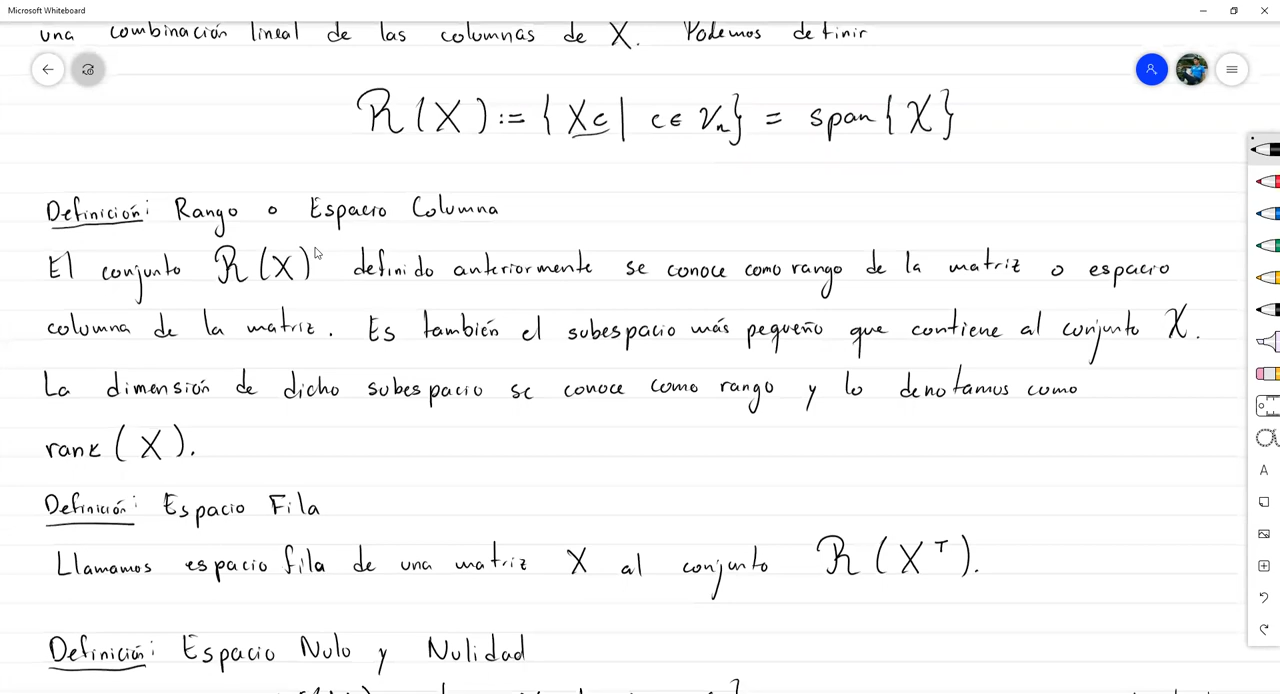 Microsoft Whiteboard
una combinación lineal de las columnas de X. Podemos definir
R(X) := {Xc | c ∈ Vn} = span{X}
Definición: Rango o Espacio Columna
El conjunto R(X) definido anteriormente se conoce como rango de la matriz o espacio
columna de la matriz. Es también el subespacio más pequeño que contiene al conjunto X.
La dimensión de dicho subespacio se conoce como rango y lo denotamos como
rank(X).
Definición: Espacio Fila
Llamamos espacio fila de una matriz X al conjunto R(X^T).
Definición: Espacio Nulo y Nulidad